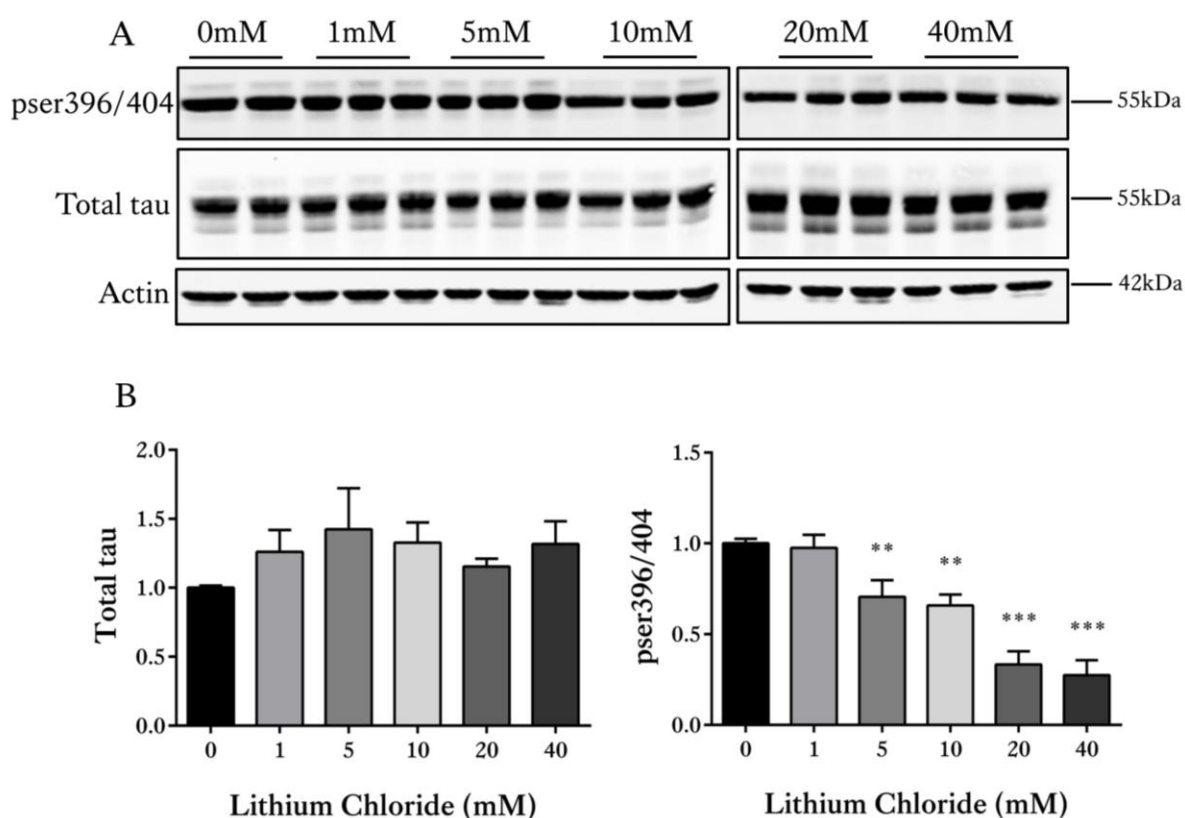 A
0mM 1mM 5mM 10mM 20mM 40mM
pser396/404 55kDa
Total tau 55kDa
Actin 42kDa
B
Total tau
2.0
1.5
1.0
0.5
0.0
0 1 5 10 20 40
Lithium Chloride (mM)
pser396/404
1.5
1.0
0.5
0.0
** ** *** ***
0 1 5 10 20 40
Lithium Chloride (mM)